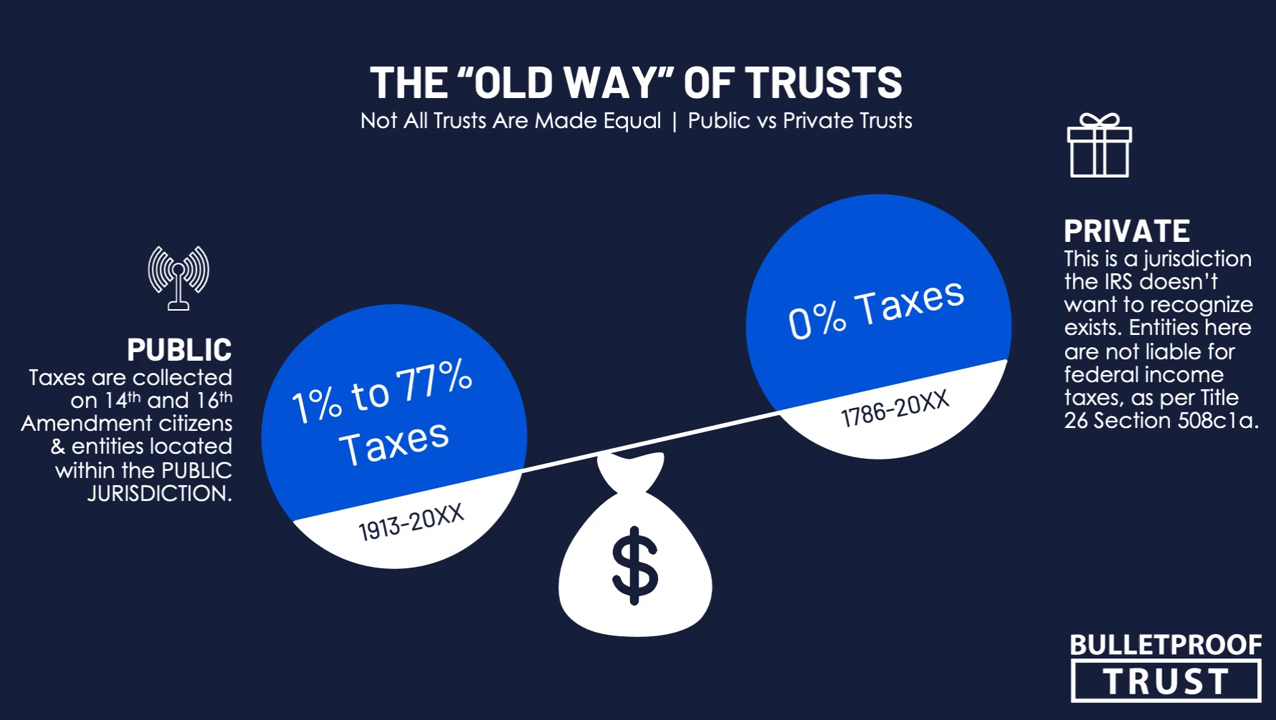 THE “OLD WAY” OF TRUSTS
Not All Trusts Are Made Equal | Public vs Private Trusts
PUBLIC
Taxes are collected
on 14th and 16th
Amendment citizens
& entities located
within the PUBLIC
JURISDICTION.
1% to 77%
Taxes
1913-20XX
$
0% Taxes
1786-20XX
PRIVATE
This is a jurisdiction
the IRS doesn’t
want to recognize
exists. Entities here
are not liable for
federal income
taxes, as per Title
26 Section 508c1a.
BULLETPROOF
TRUST